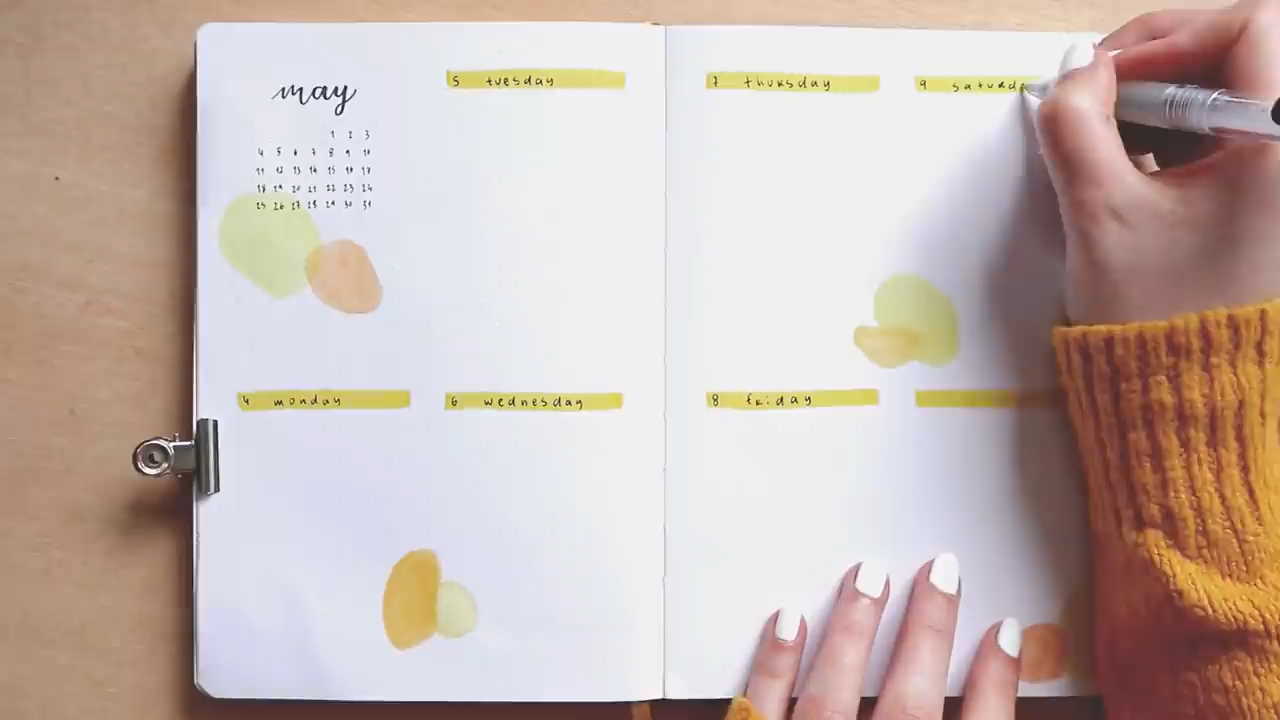 may
1 2 3
4 5 6 7 8 9 10
11 12 13 14 15 16 17
18 19 20 21 22 23 24
25 26 27 28 29 30 31
4 monday
5 tuesday
6 wednesday
7 thursday
8 friday
9 saturda